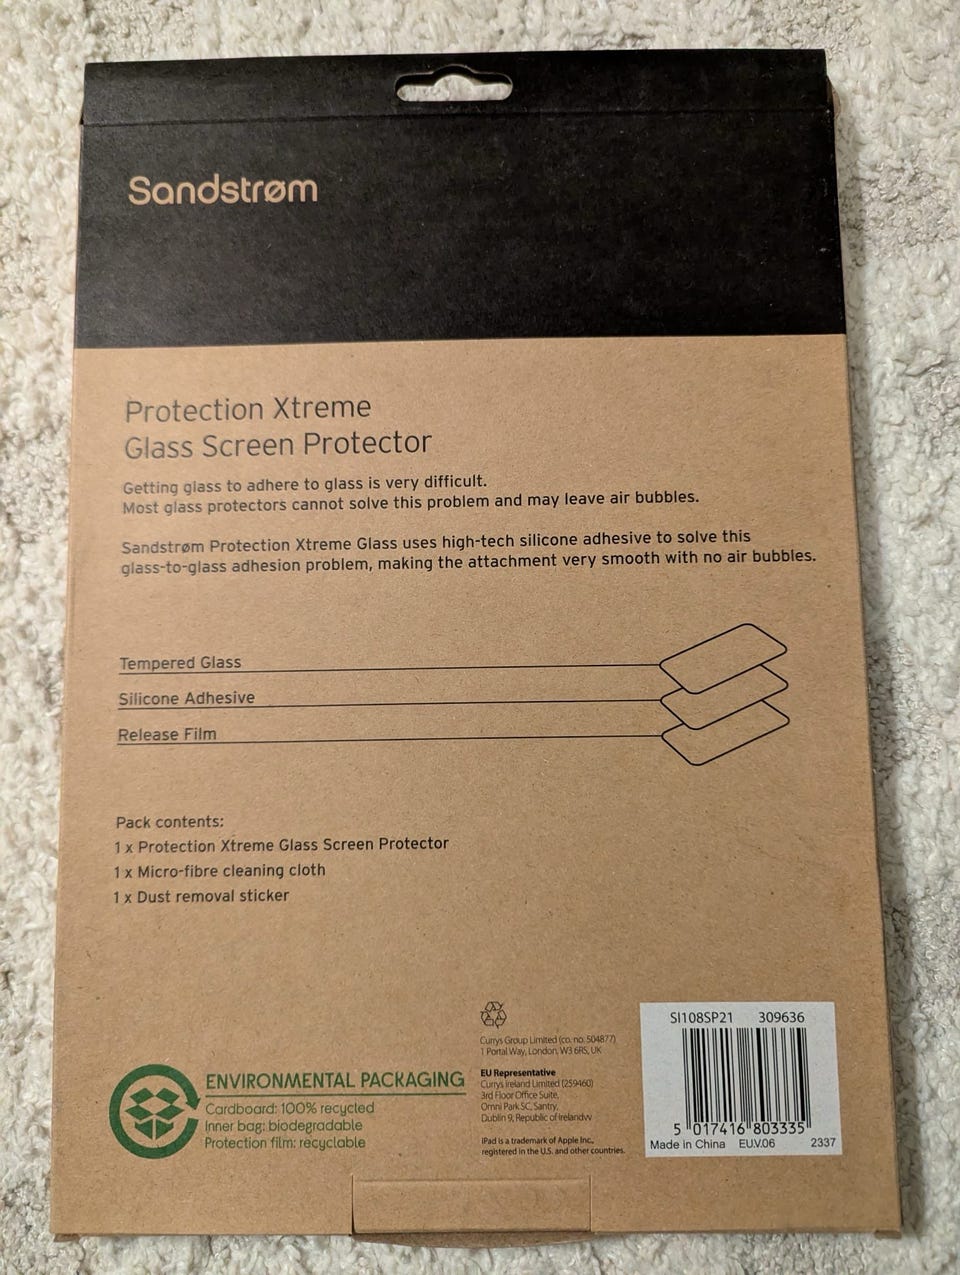 Sandstrøm
Protection Xtreme
Glass Screen Protector
Getting glass to adhere to glass is very difficult.
Most glass protectors cannot solve this problem and may leave air bubbles.
Sandstrøm Protection Xtreme Glass uses high-tech silicone adhesive to solve this
glass-to-glass adhesion problem, making the attachment very smooth with no air bubbles.
Tempered Glass
Silicone Adhesive
Release Film
Pack contents:
1 x Protection Xtreme Glass Screen Protector
1 x Micro-fibre cleaning cloth
1 x Dust removal sticker
ENVIRONMENTAL PACKAGING
Cardboard: 100% recycled
Inner bag: biodegradable
Protection film: recyclable
Currys Group Limited (co. no. 504877)
1 Portal Way, London, W3 6RS, UK
EU Representative
Currys Ireland Limited (259460)
3rd Floor Office Suite,
Omni Park SC, Santry,
Dublin 9, Republic of Irelandvv
iPad is a trademark of Apple Inc.,
registered in the U.S. and other countries.
SI108SP21 309636
5 017416 803335
Made in China EU.V.06 2337